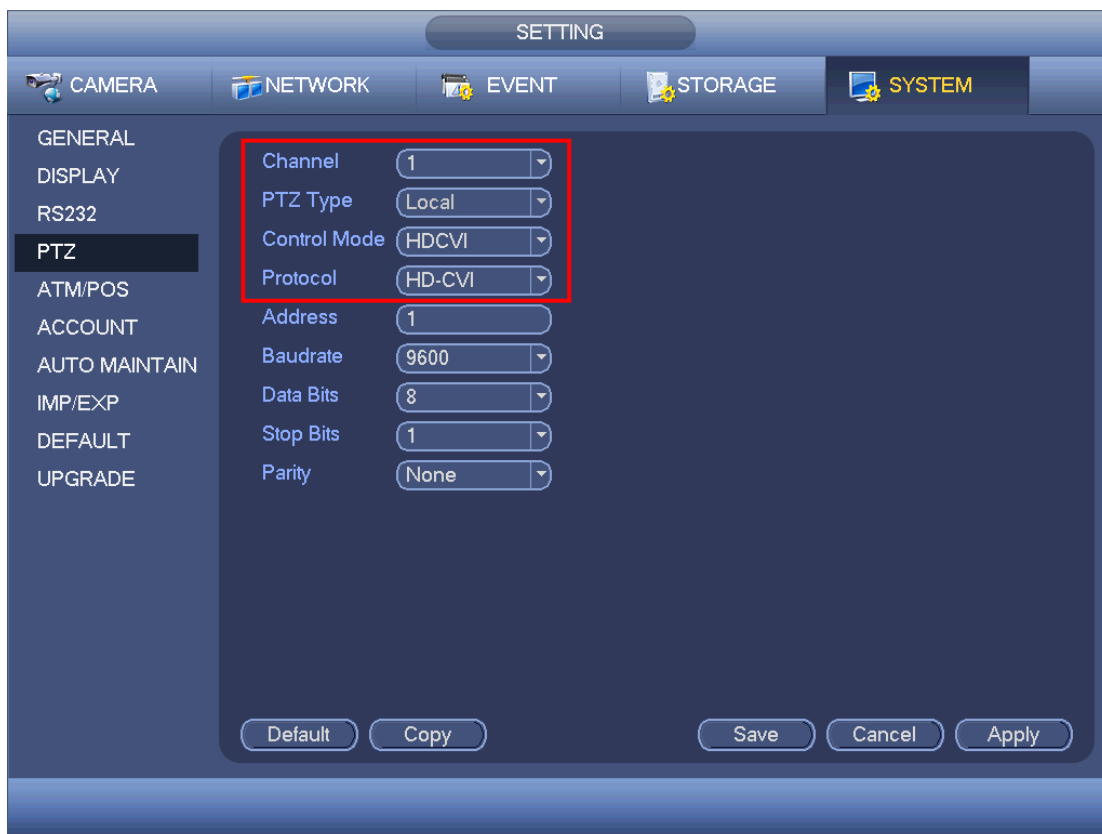 SETTING
CAMERA NETWORK EVENT STORAGE SYSTEM
GENERAL
DISPLAY
RS232
PTZ
ATM/POS
ACCOUNT
AUTO MAINTAIN
IMP/EXP
DEFAULT
UPGRADE
Channel 1
PTZ Type Local
Control Mode HDCVI
Protocol HD-CVI
Address 1
Baudrate 9600
Data Bits 8
Stop Bits 1
Parity None
Default Copy Save Cancel Apply